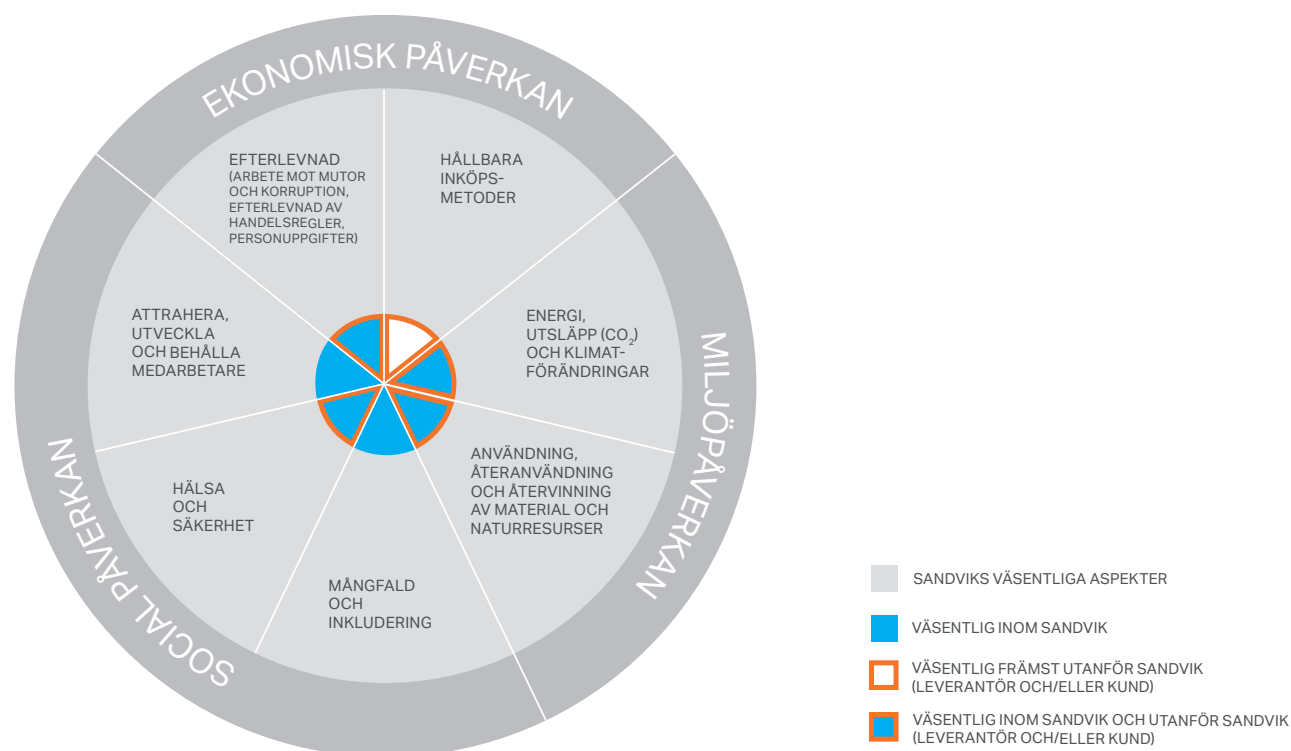 EKONOMISK PÅVERKAN
EFTERLEVNAD
(ARBETE MOT MUTOR
OCH KORRUPTION,
EFTERLEVNAD AV
HANDELSREGLER,
PERSONUPPGIFTER)
HÅLLBARA
INKÖPS-
METODER
ATTRAHERA,
UTVECKLA
OCH BEHÅLLA
MEDARBETARE
ENERGI,
UTSLÄPP (CO₂)
OCH KLIMAT-
FÖRÄNDRINGAR
MILJÖPÅVERKAN
ANVÄNDNING,
ÅTERANVÄNDNING
OCH ÅTERVINNING
AV MATERIAL OCH
NATURRESURSER
HÄLSA
OCH
SÄKERHET
MÅNGFALD
OCH
INKLUDERING
SOCIAL PÅVERKAN
SANDVIKS VÄSENTLIGA ASPEKTER
VÄSENTLIG INOM SANDVIK
VÄSENTLIG FRÄMST UTANFÖR SANDVIK
(LEVERANTÖR OCH/ELLER KUND)
VÄSENTLIG INOM SANDVIK OCH UTANFÖR SANDVIK
(LEVERANTÖR OCH/ELLER KUND)